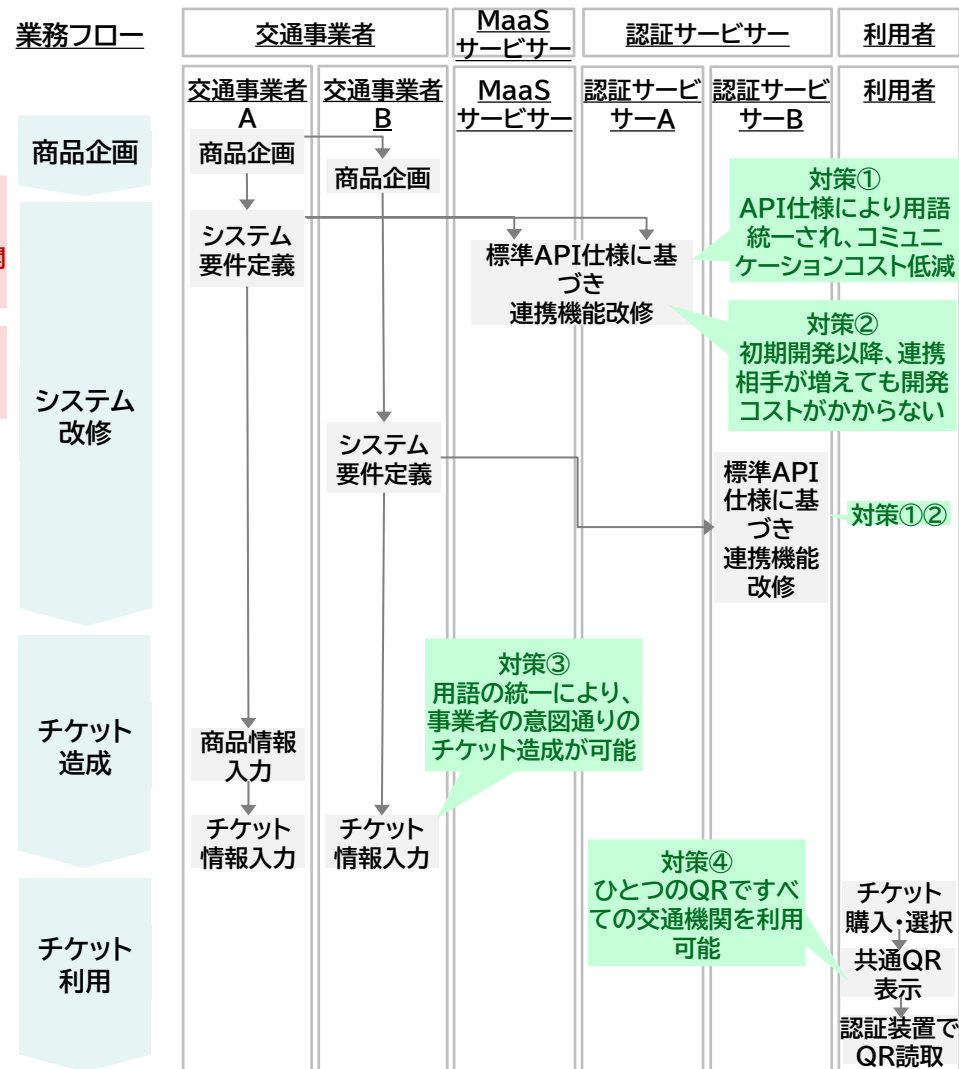 業務フロー
交通事業者
MaaS
サービサー
認証サービサー
利用者
交通事業者
A
交通事業者
B
MaaS
サービサー
認証サービ
サーA
認証サービ
サーB
利用者
商品企画
商品企画
商品企画
対策①
API仕様により用語
統一され、コミュニ
ケーションコスト低減
システム
要件定義
標準API仕様に基
づき
連携機能改修
対策②
初期開発以降、連携
相手が増えても開発
コストがかからない
システム
改修
システム
要件定義
標準API
仕様に基
づき
連携機能
改修
対策①②
対策③
用語の統一により、
事業者の意図通りの
チケット造成が可能
チケット
造成
商品情報
入力
チケット
情報入力
チケット
情報入力
対策④
ひとつのQRですべ
ての交通機関を利用
可能
チケット
利用
チケット
購入・選択
共通QR
表示
認証装置で
QR読取